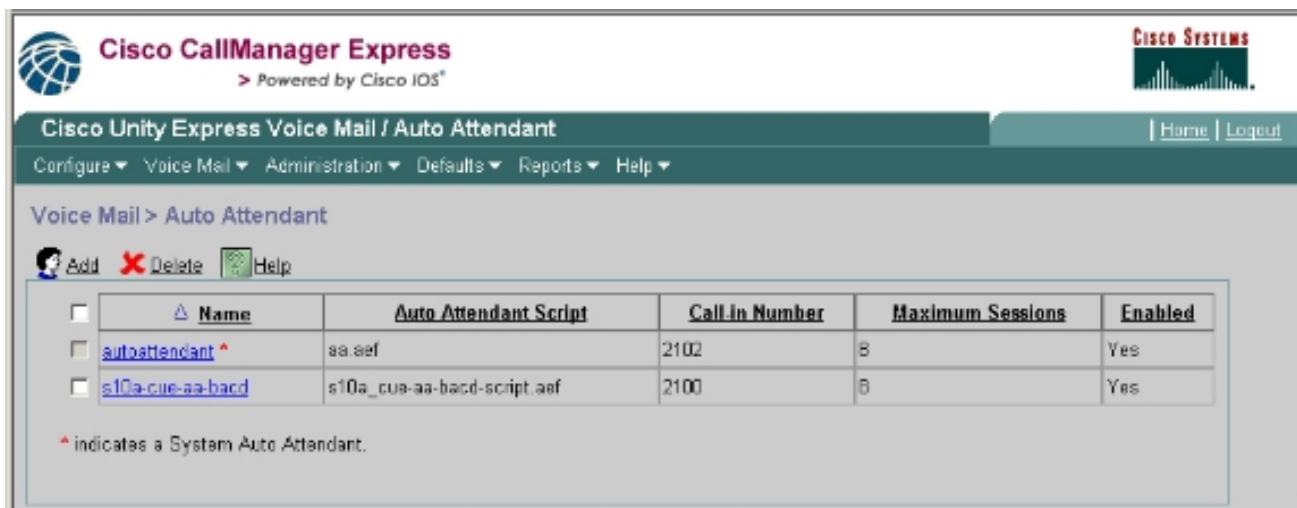 Cisco CallManager Express
CISCO SYSTEMS
> Powered by Cisco IOS*
Cisco Unity Express Voice Mail / Auto Attendant
| Home | Logout
Configure Voice Mail Administration Defaults Reports Help
Voice Mail > Auto Attendant
Add Delete Help
Name Auto Attendant Script Call-in Number Maximum Sessions Enabled
autoattendant * aa.aef 2102 8 Yes
s10a-cue-aa-bacd s10a_cue-aa-bacd-script.aef 2100 8 Yes
* indicates a System Auto Attendant.